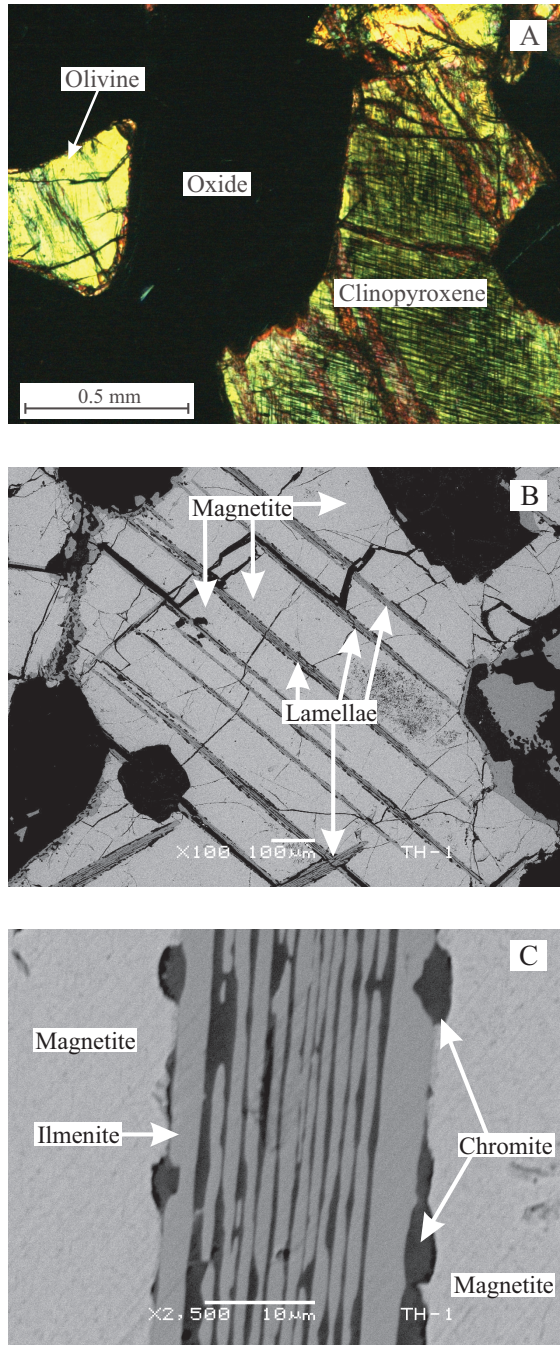 A
Olivine
Oxide
Clinopyroxene
0.5 mm
B
Magnetite
Lamellae
X100 100µm TH-1
C
Magnetite
Ilmenite
Chromite
Magnetite
X2,500 10µm TH-1